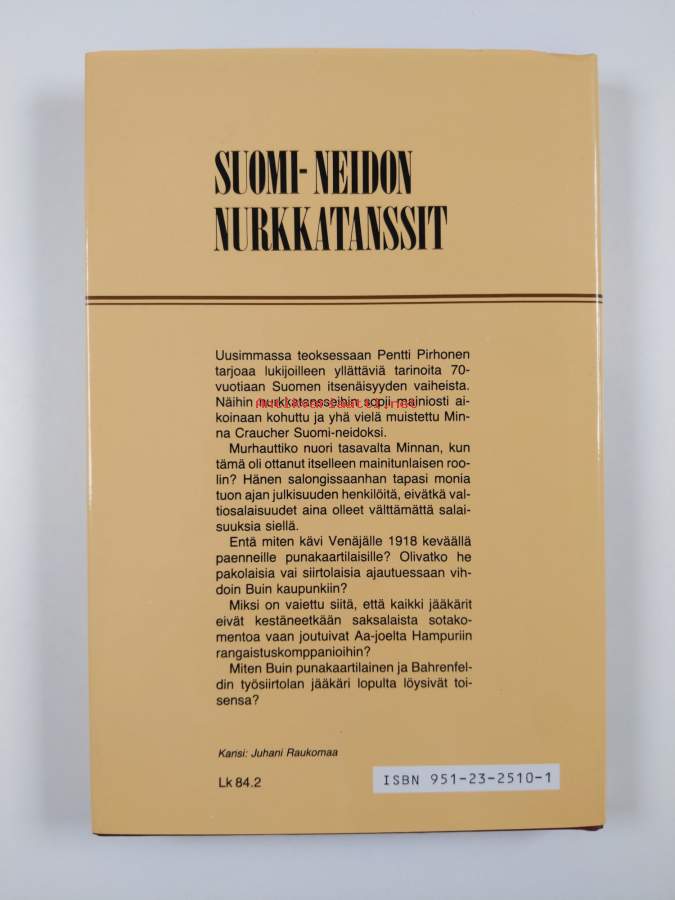 SUOMI-NEIDON
NURKKATANSSIT
Uusimmassa teoksessaan Pentti Pirhonen
tarjoaa lukijoilleen yllättäviä tarinoita 70-
vuotiaan Suomen itsenäisyyden vaiheista.
Näihin nurkkatansseihin sopii mainiosti ai-
Antikvariaatti.net
koinaan kohuttu ja yhä vielä muistettu Min-
na Craucher Suomi-neidoksi.
Murhauttiko nuori tasavalta Minnan, kun
tämä oli ottanut itselleen mainitunlaisen roo-
lin? Hänen salongissaanhan tapasi monia
tuon ajan julkisuuden henkilöitä, eivätkä val-
tiosalaisuudet aina olleet välttämättä salai-
suuksia siellä.
Entä miten kävi Venäjälle 1918 keväällä
paenneille punakaartilaisille? Olivatko he
pakolaisia vai siirtolaisia ajautuessaan vih-
doin Buin kaupunkiin?
Miksi on vaiettu siitä, että kaikki jääkärit
eivät kestäneetkään saksalaista sotako-
mentoa vaan joutuivat Aa-joelta Hampuriin
rangaistuskomppanioihin?
Miten Buin punakaartilainen ja Bahrenfel-
din työsiirtolan jääkäri lopulta löysivät toi-
sensa?
Kansi: Juhani Raukomaa
Lk 84.2
ISBN 951-23-2510-1